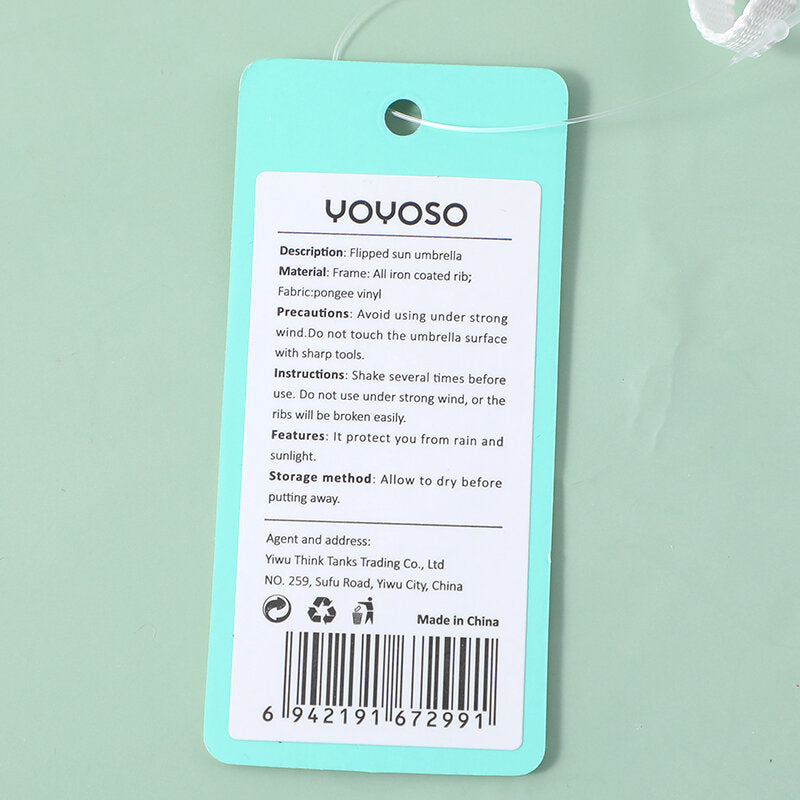 YOYOSO
Description: Flipped sun umbrella
Material: Frame: All iron coated rib;
Fabric:pongee vinyl
Precautions: Avoid using under strong
wind.Do not touch the umbrella surface
with sharp tools.
Instructions: Shake several times before
use. Do not use under strong wind, or the
ribs will be broken easily.
Features: It protect you from rain and
sunlight.
Storage method: Allow to dry before
putting away.
Agent and address:
Yiwu Think Tanks Trading Co., Ltd
NO. 259, Sufu Road, Yiwu City, China
Made in China
6 942191 672991